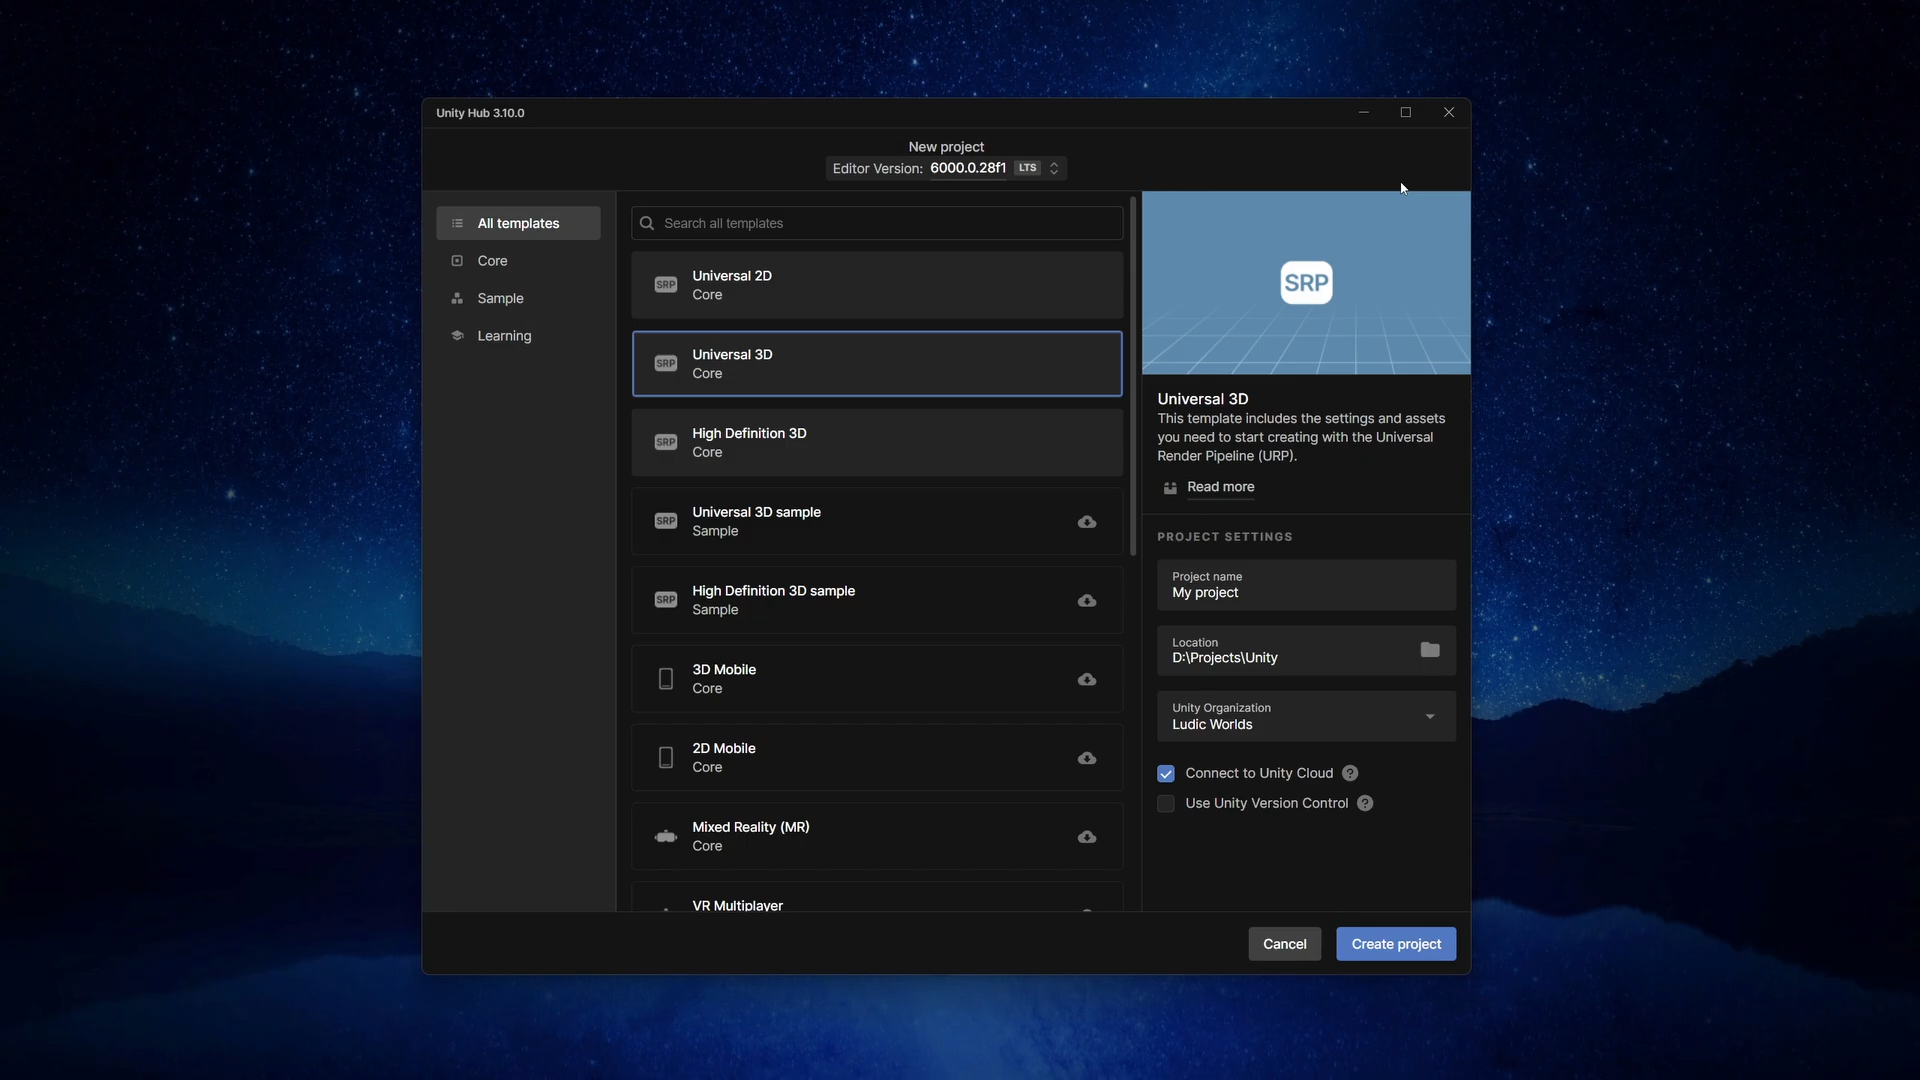 Unity Hub 3.10.0
New project
Editor Version: 6000.0.28f1 LTS
All templates
Core
Sample
Learning
Search all templates
SRP
Universal 2D
Core
SRP
Universal 3D
Core
SRP
High Definition 3D
Core
SRP
Universal 3D sample
Sample
SRP
High Definition 3D sample
Sample
3D Mobile
Core
2D Mobile
Core
Mixed Reality (MR)
Core
VR Multiplayer
SRP
Universal 3D
This template includes the settings and assets
you need to start creating with the Universal
Render Pipeline (URP).
Read more
PROJECT SETTINGS
Project name
My project
Location
D:\Projects\Unity
Unity Organization
Ludic Worlds
Connect to Unity Cloud ?
Use Unity Version Control ?
Cancel
Create project